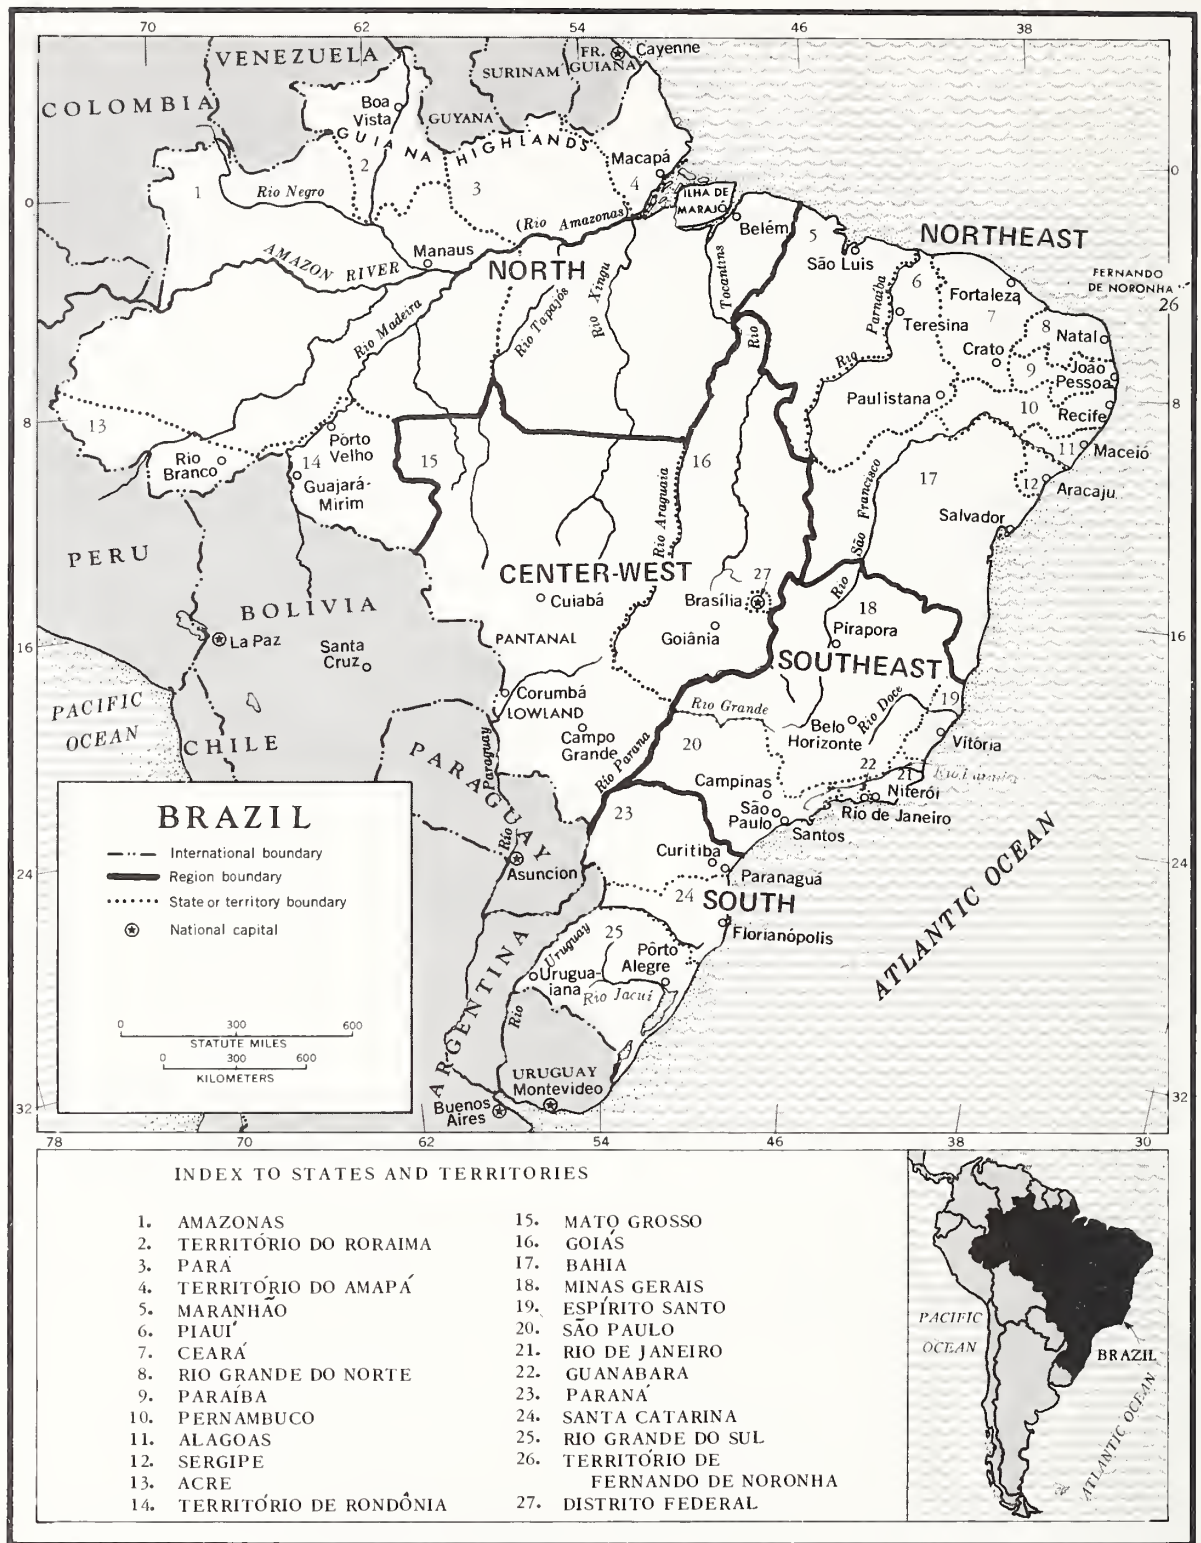 70
62
54
46
38
VENEZUELA
FR.
GUIANA
Cayenne
SURINAM
COLOMBIA
Boa
Vista
GUYANA
GUIANA HIGHLANDS
2
Macapá
0
1
Rio Negro
3
4
ILHA DE
MARAJÓ
0
(Rio Amazonas)
Belém
5
NORTHEAST
Manaus
AMAZON RIVER
NORTH
São Luis
FERNANDO
DE NORONHA
26
Rio Xingu
Tocantins
6
Fortaleza
7
Rio Madeira
Rio Tapajós
Rio
Parnaíba
Teresina
8
Natal
Crato
9
João
Pessoa
Rio
Paulistana
10
Recife
8
8
13
Pôrto
Velho
Rio
Branco
14
15
16
17
11
Maceió
Guajará-
Mirim
12
Aracaju
Rio Araguaia
São Francisco
Salvador
PERU
CENTER-WEST
27
BOLIVIA
Cuiabá
Brasília
Rio
18
La Paz
Santa
Cruz
PANTANAL
Goiânia
Pirapora
16
16
SOUTHEAST
PACIFIC
OCEAN
Corumbá
LOWLAND
Rio Grande
Rio Doce
19
CHILE
Campo
Grande
Belo
Horizonte
Vitória
PARAGUAY
Paraguay
Rio
Rio Parana
20
22
21
Campinas
Niferói
São
Paulo
Rio de Janeiro
Santos
23
BRAZIL
International boundary
Region boundary
State or territory boundary
National capital
0 300 600
STATUTE MILES
0 300 600
KILOMETERS
Asuncion
Curitiba
Paranaguá
24
24
24
SOUTH
Florianópolis
ATLANTIC OCEAN
ARGENTINA
Uruguay
Rio
25
Pôrto
Alegre
Urugua-
iana
Rio Jacuí
URUGUAY
Montevideo
Buenos
Aires
32
32
78
70
62
54
46
38
30
INDEX TO STATES AND TERRITORIES
1. AMAZONAS
2. TERRITÓRIO DO RORAIMA
3. PARÁ
4. TERRITÓRIO DO AMAPÁ
5. MARANHÃO
6. PIAUÍ
7. CEARÁ
8. RIO GRANDE DO NORTE
9. PARAÍBA
10. PERNAMBUCO
11. ALAGOAS
12. SERGIPE
13. ACRE
14. TERRITÓRIO DE RONDÔNIA
15. MATO GROSSO
16. GOIÁS
17. BAHIA
18. MINAS GERAIS
19. ESPÍRITO SANTO
20. SÃO PAULO
21. RIO DE JANEIRO
22. GUANABARA
23. PARANÁ
24. SANTA CATARINA
25. RIO GRANDE DO SUL
26. TERRITÓRIO DE
FERNANDO DE NORONHA
27. DISTRITO FEDERAL
PACIFIC
OCEAN
BRAZIL
ATLANTIC OCEAN